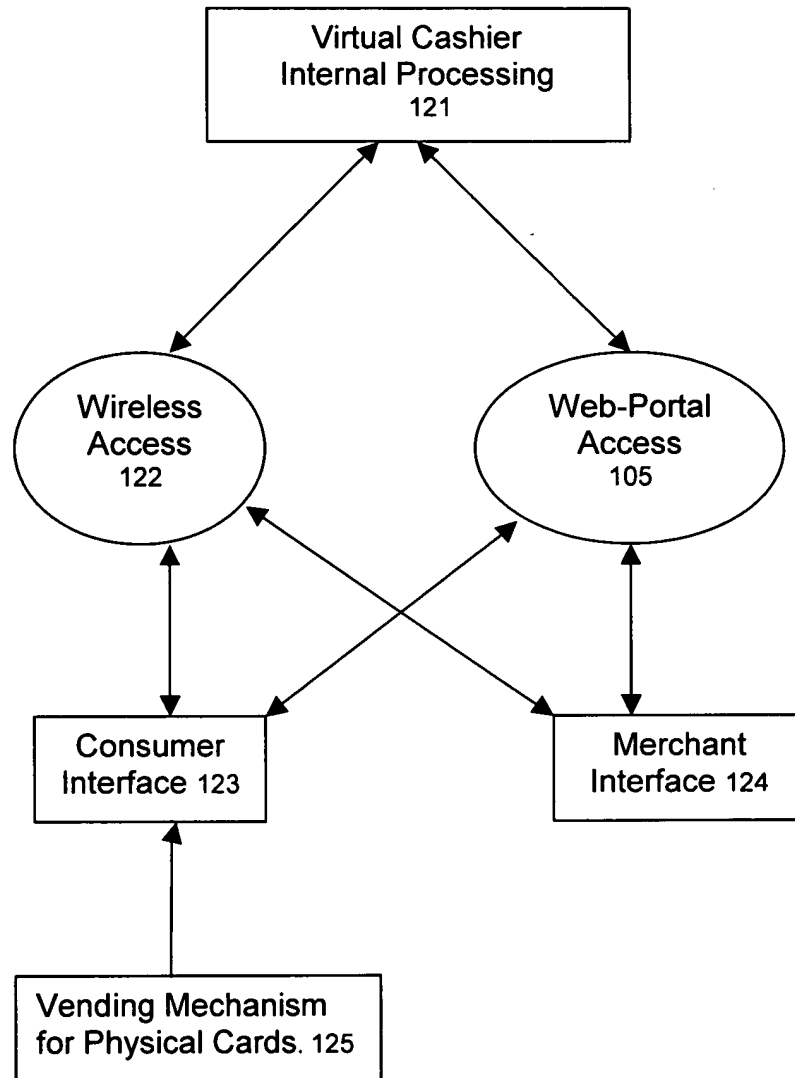 Virtual Cashier
Internal Processing
121
Wireless
Access
122
Web-Portal
Access
105
Consumer
Interface 123
Merchant
Interface 124
Vending Mechanism
for Physical Cards. 125